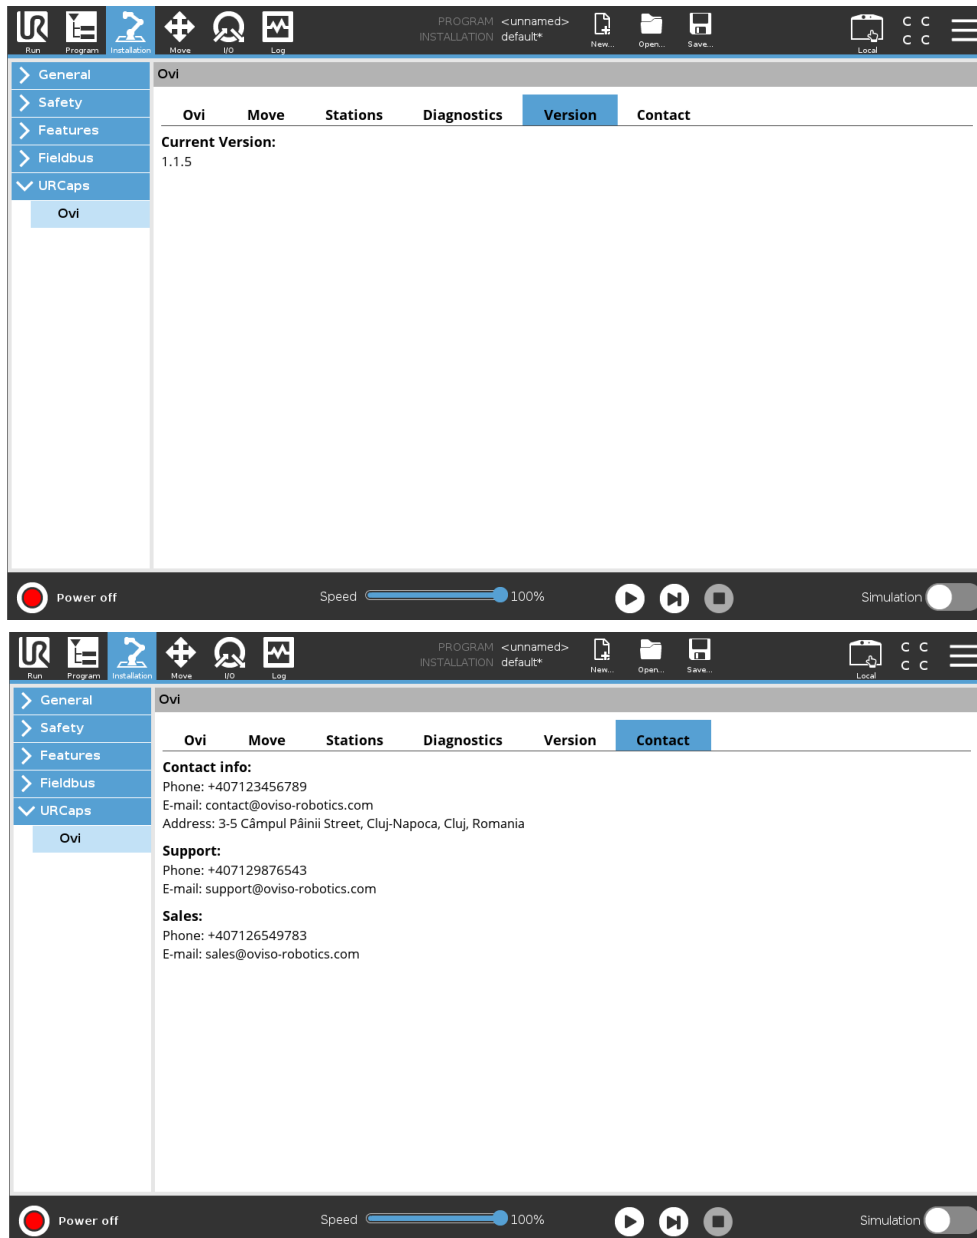 PROGRAM <unnamed>
INSTALLATION default*
Run Program Installation Move I/O Log New... Open... Save... Local
C C
C C
General
Safety
Features
Fieldbus
URCaps
Ovi
Ovi
Ovi Move Stations Diagnostics Version Contact
Current Version:
1.1.5
Power off Speed 100% Simulation
PROGRAM <unnamed>
INSTALLATION default*
Run Program Installation Move I/O Log New... Open... Save... Local
C C
C C
General
Safety
Features
Fieldbus
URCaps
Ovi
Ovi
Ovi Move Stations Diagnostics Version Contact
Contact info:
Phone: +407123456789
E-mail: contact@oviso-robotics.com
Address: 3-5 Câmpul Pâinii Street, Cluj-Napoca, Cluj, Romania
Support:
Phone: +407129876543
E-mail: support@oviso-robotics.com
Sales:
Phone: +407126549783
E-mail: sales@oviso-robotics.com
Power off Speed 100% Simulation